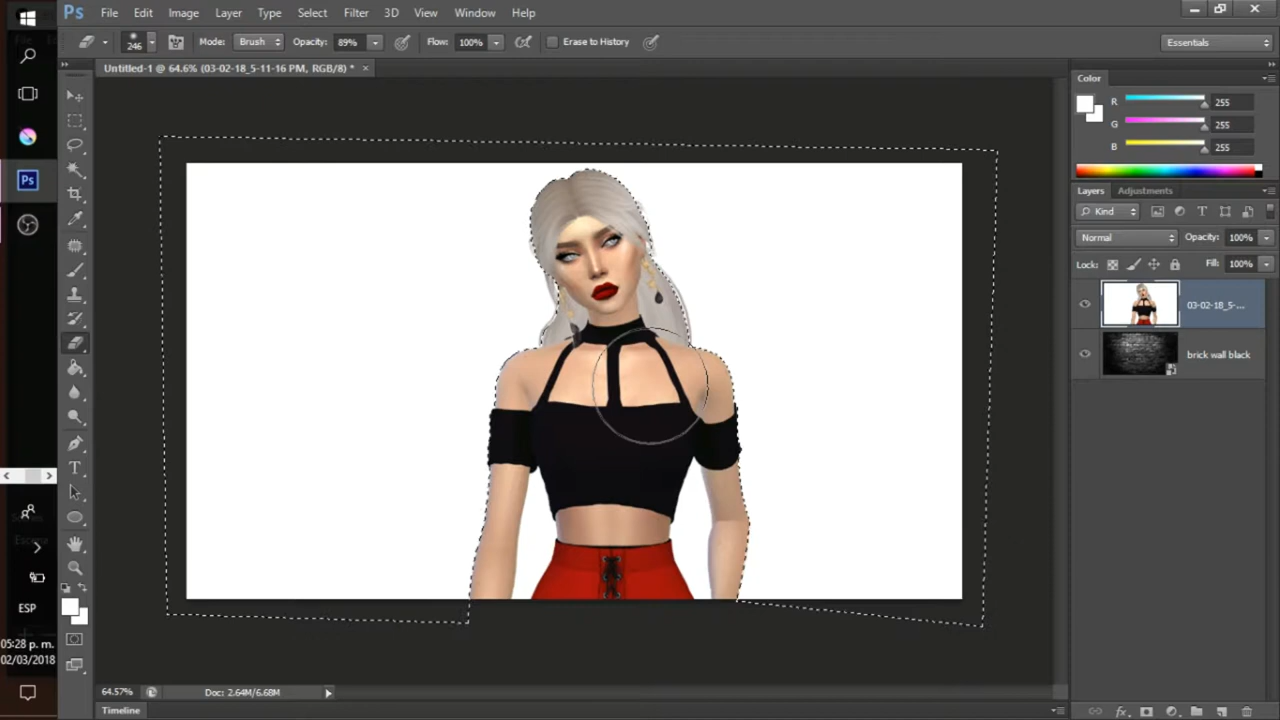 Ps File Edit Image Layer Type Select Filter 3D View Window Help
246 Mode: Brush Opacity: 89% Flow: 100% Erase to History Essentials
Untitled-1 @ 64.6% (03-02-18_5-11-16 PM, RGB/8) * ×
Color
R 255
G 255
B 255
Layers Adjustments
Kind
Normal Opacity: 100%
Lock: Fill: 100%
03-02-18_5-...
brick wall black
Ps
T
ESP
05:28 p. m.
02/03/2018
64.57% Doc: 2.64M/6.68M
Timeline